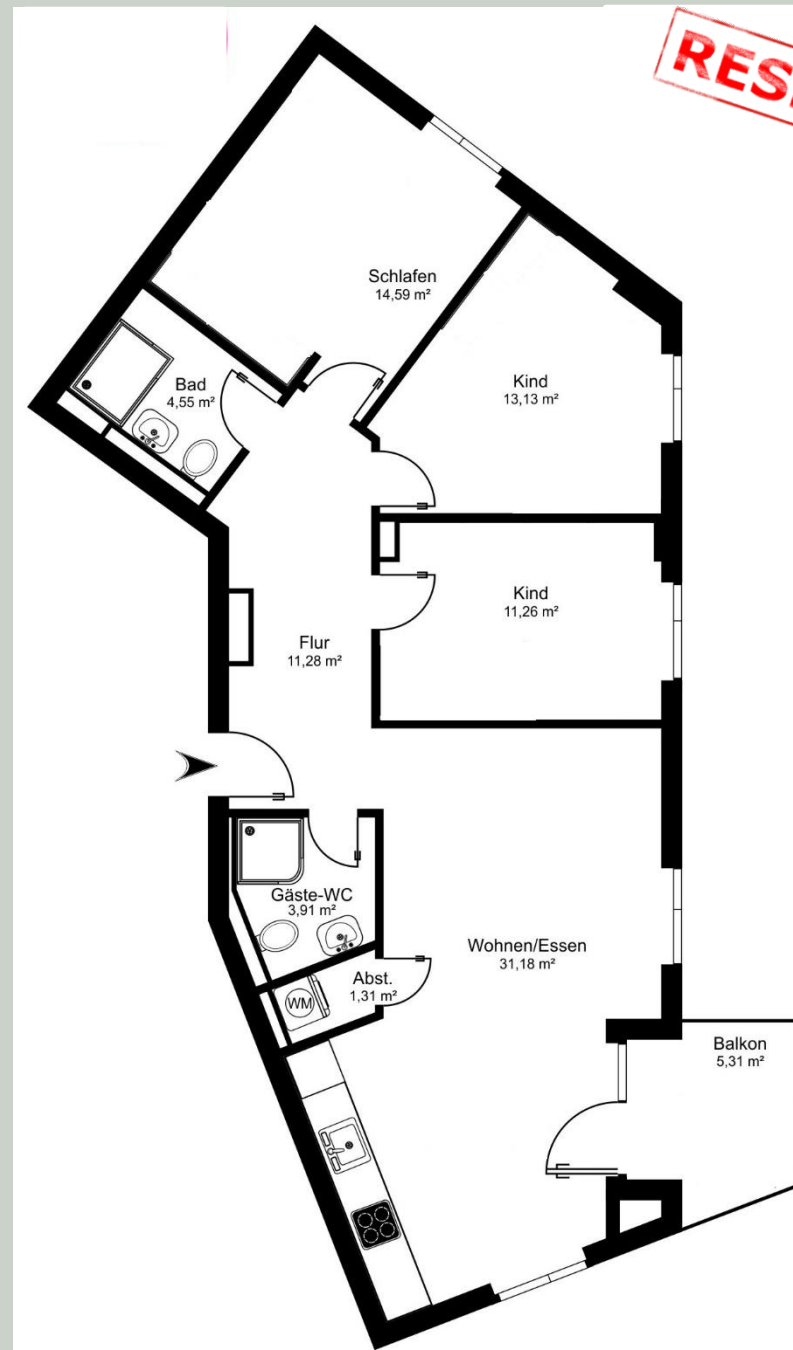 Schlafen
14,59 m²
Bad
4,55 m²
Kind
13,13 m²
Kind
11,26 m²
Flur
11,28 m²
Gäste-WC
3,91 m²
Abst.
1,31 m²
WM
Wohnen/Essen
31,18 m²
Balkon
5,31 m²